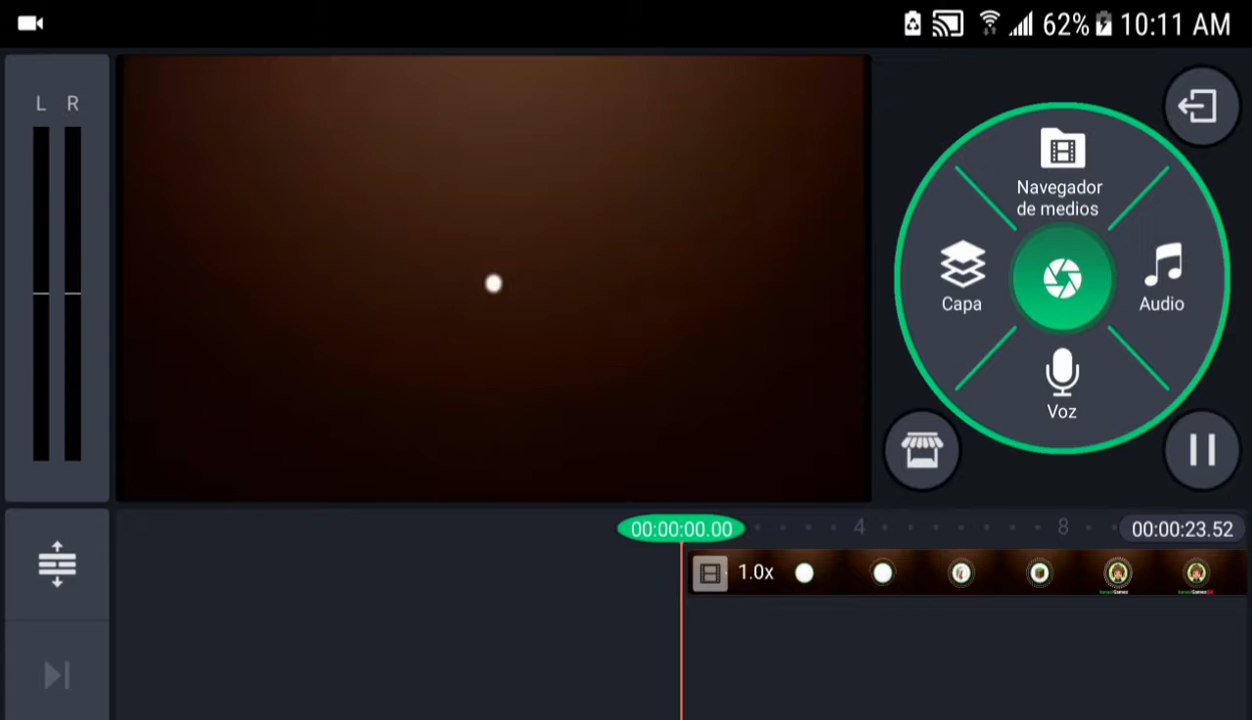 62% 10:11 AM
L R
Navegador
de medios
Capa
Audio
Voz
00:00:00.00 4 8 00:00:23.52
1.0x